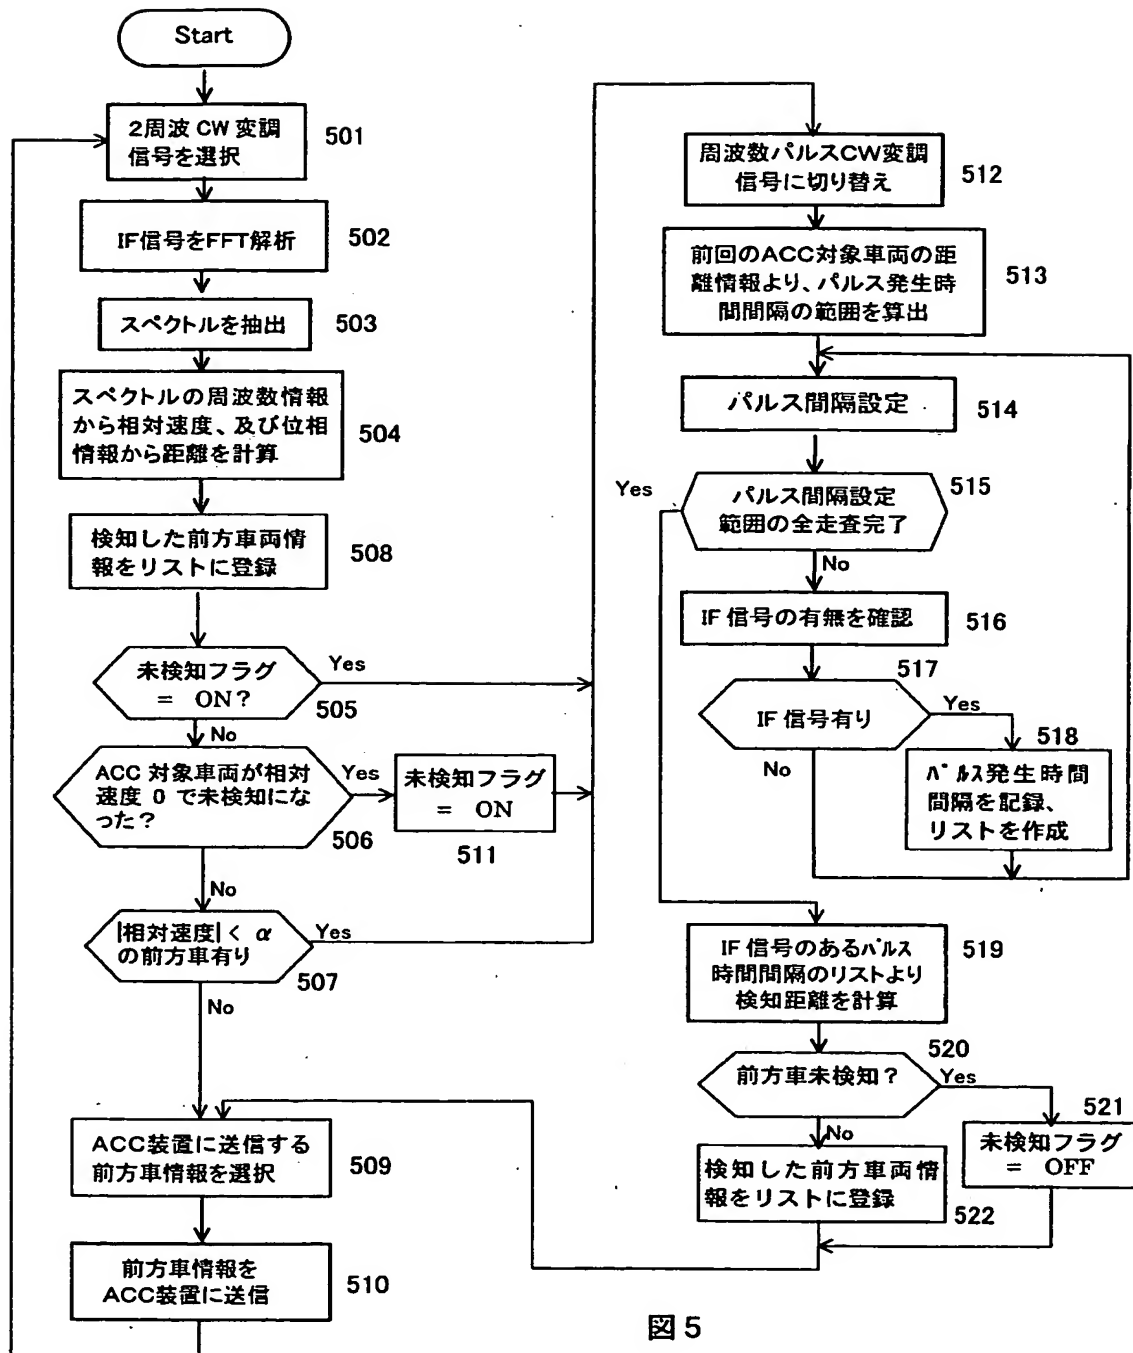 Start
2周波 CW 変調
信号を選択
501
IF信号をFFT解析
502
スペクトルを抽出
503
スペクトルの周波数情報
から相対速度、及び位相
情報から距離を計算
504
検知した前方車両情
報をリストに登録
508
未検知フラグ
= ON?
Yes
505
No
ACC 対象車両が相対
速度 0 で未検知にな
った?
Yes
506
未検知フラグ
= ON
511
No
|相対速度| < α
の前方車有り
Yes
507
No
ACC装置に送信する
前方車情報を選択
509
前方車情報を
ACC装置に送信
510
周波数パルスCW変調
信号に切り替え
512
前回のACC対象車両の距
離情報より、パルス発生時
間間隔の範囲を算出
513
パルス間隔設定
514
Yes
パルス間隔設定
範囲の全走査完了
515
No
IF 信号の有無を確認
516
517
IF 信号有り
Yes
No
518
パルス発生時間
間隔を記録、
リストを作成
IF 信号のあるパルス
時間間隔のリストより
検知距離を計算
519
520
前方車未検知?
Yes
521
未検知フラグ
= OFF
No
検知した前方車両情
報をリストに登録
522
図 5